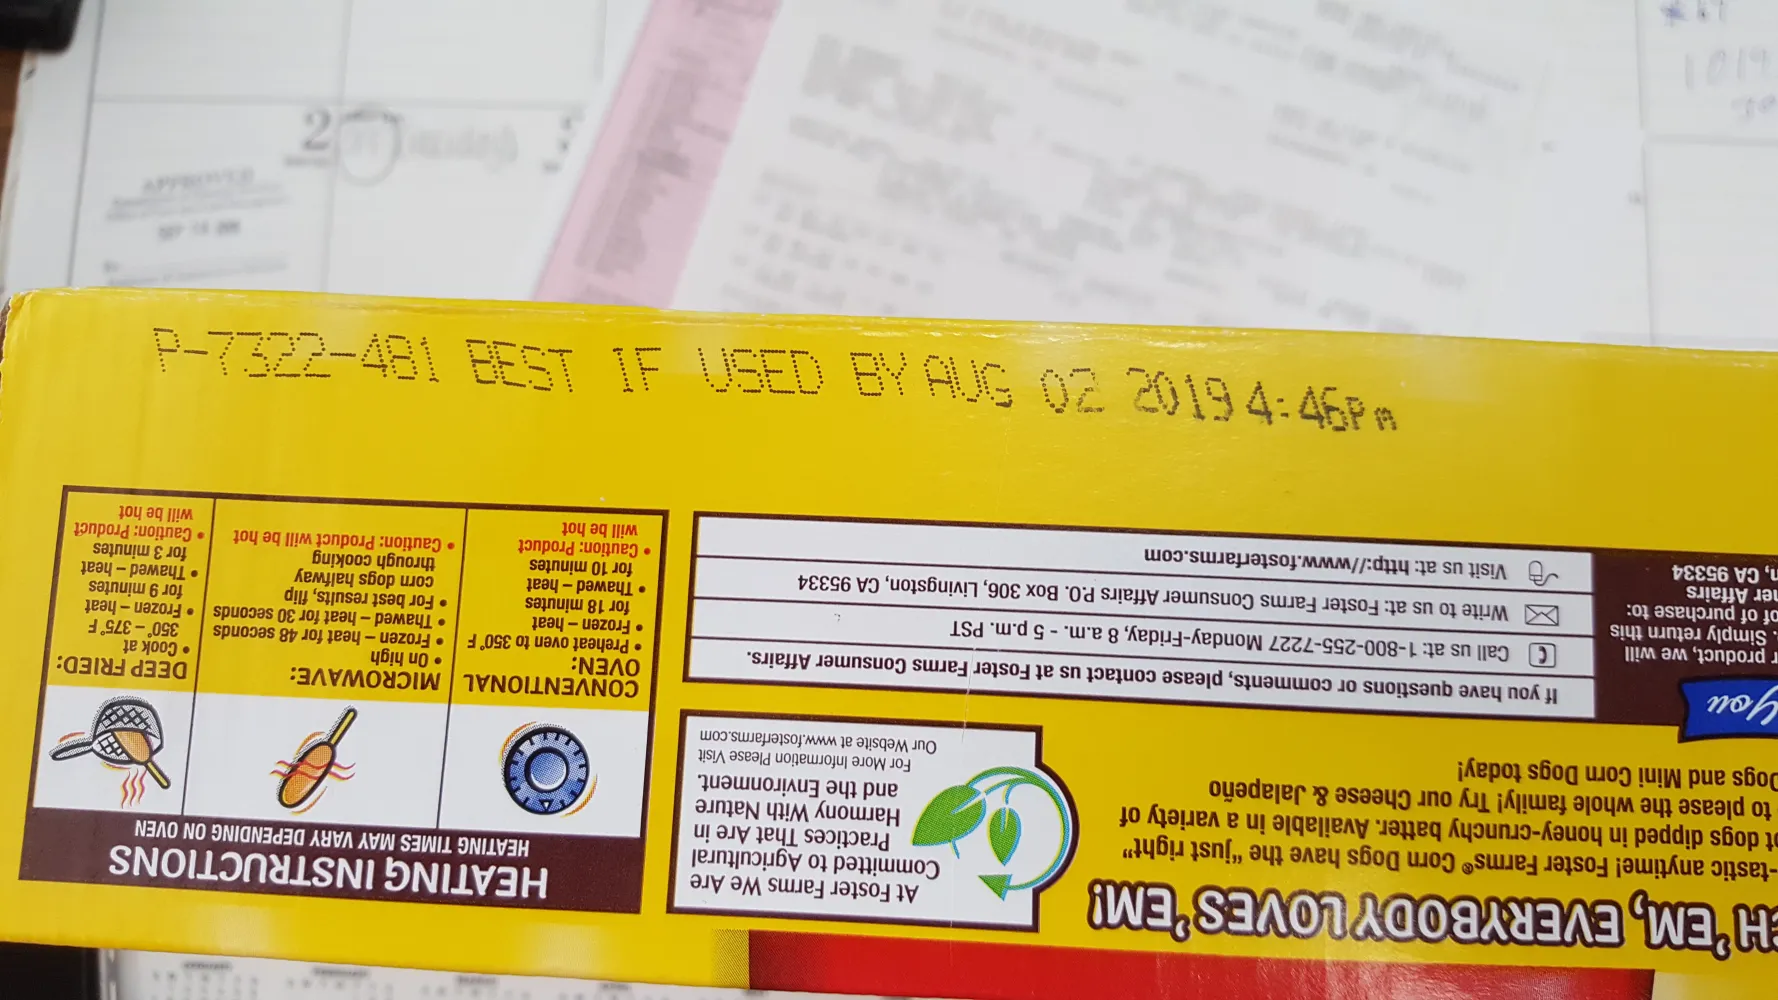 P-7322-4B1 BEST IF USED BY AUG 02 2019 4:46Pm
2
APPROVED
HEATING INSTRUCTIONS
HEATING TIMES MAY VARY DEPENDING ON OVEN
CONVENTIONAL
OVEN:
• Preheat oven to 350° F
• Frozen – heat
for 18 minutes
• Thawed – heat
for 10 minutes
• Caution: Product
will be hot
MICROWAVE:
• On high
• Frozen – heat for 48 seconds
• Thawed – heat for 30 seconds
• For best results, flip
corn dogs halfway
through cooking
• Caution: Product will be hot
DEEP FRIED:
• Cook at
350° – 375° F
• Frozen – heat
for 9 minutes
• Thawed – heat
for 3 minutes
• Caution: Product
will be hot
At Foster Farms We Are
Committed to Agricultural
Practices That Are in
Harmony With Nature
and the Environment.
For More Information Please Visit
Our Website at www.fosterfarms.com
'EM, EVERYBODY LOVES 'EM!
-tastic anytime! Foster Farms® Corn Dogs have the "just right"
dogs dipped in honey-crunchy batter. Available in a variety of
to please the whole family! Try our Cheese & Jalapeño
Dogs and Mini Corn Dogs today!
You
product, we will
. Simply return this
of purchase to:
Affairs
, CA 95334
If you have questions or comments, please contact us at Foster Farms Consumer Affairs.
Call us at: 1-800-255-7227 Monday-Friday, 8 a.m. - 5 p.m. PST
Write to us at: Foster Farms Consumer Affairs P.O. Box 306, Livingston, CA 95334
Visit us at: http://www.fosterfarms.com